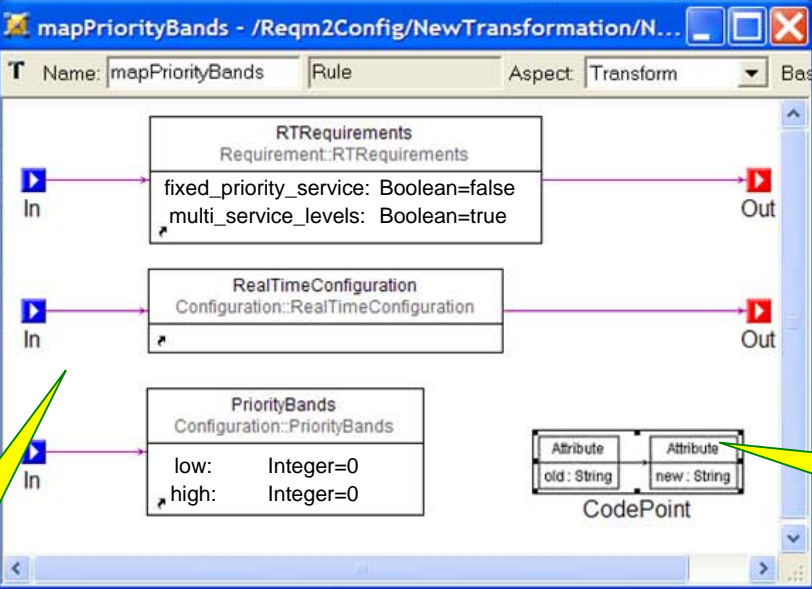 mapPriorityBands - /Reqm2Config/NewTransformation/N...
T Name: mapPriorityBands Rule Aspect: Transform Bas
RTRequirements
Requirement::RTRequirements
fixed_priority_service: Boolean=false
multi_service_levels: Boolean=true
In
Out
RealTimeConfiguration
Configuration::RealTimeConfiguration
In
Out
PriorityBands
Configuration::PriorityBands
low: Integer=0
high: Integer=0
In
Attribute Attribute
old : String new : String
CodePoint